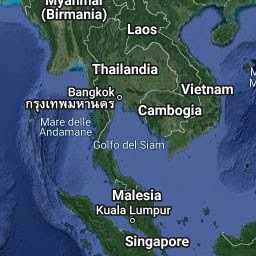 Myanmar
(Birmania)
Laos
Thailandia
Bangkok
กรุงเทพมหานคร
Vietnam
Cambogia
Mare delle
Andamane
Golfo del Siam
Malesia
Kuala Lumpur
Singapore